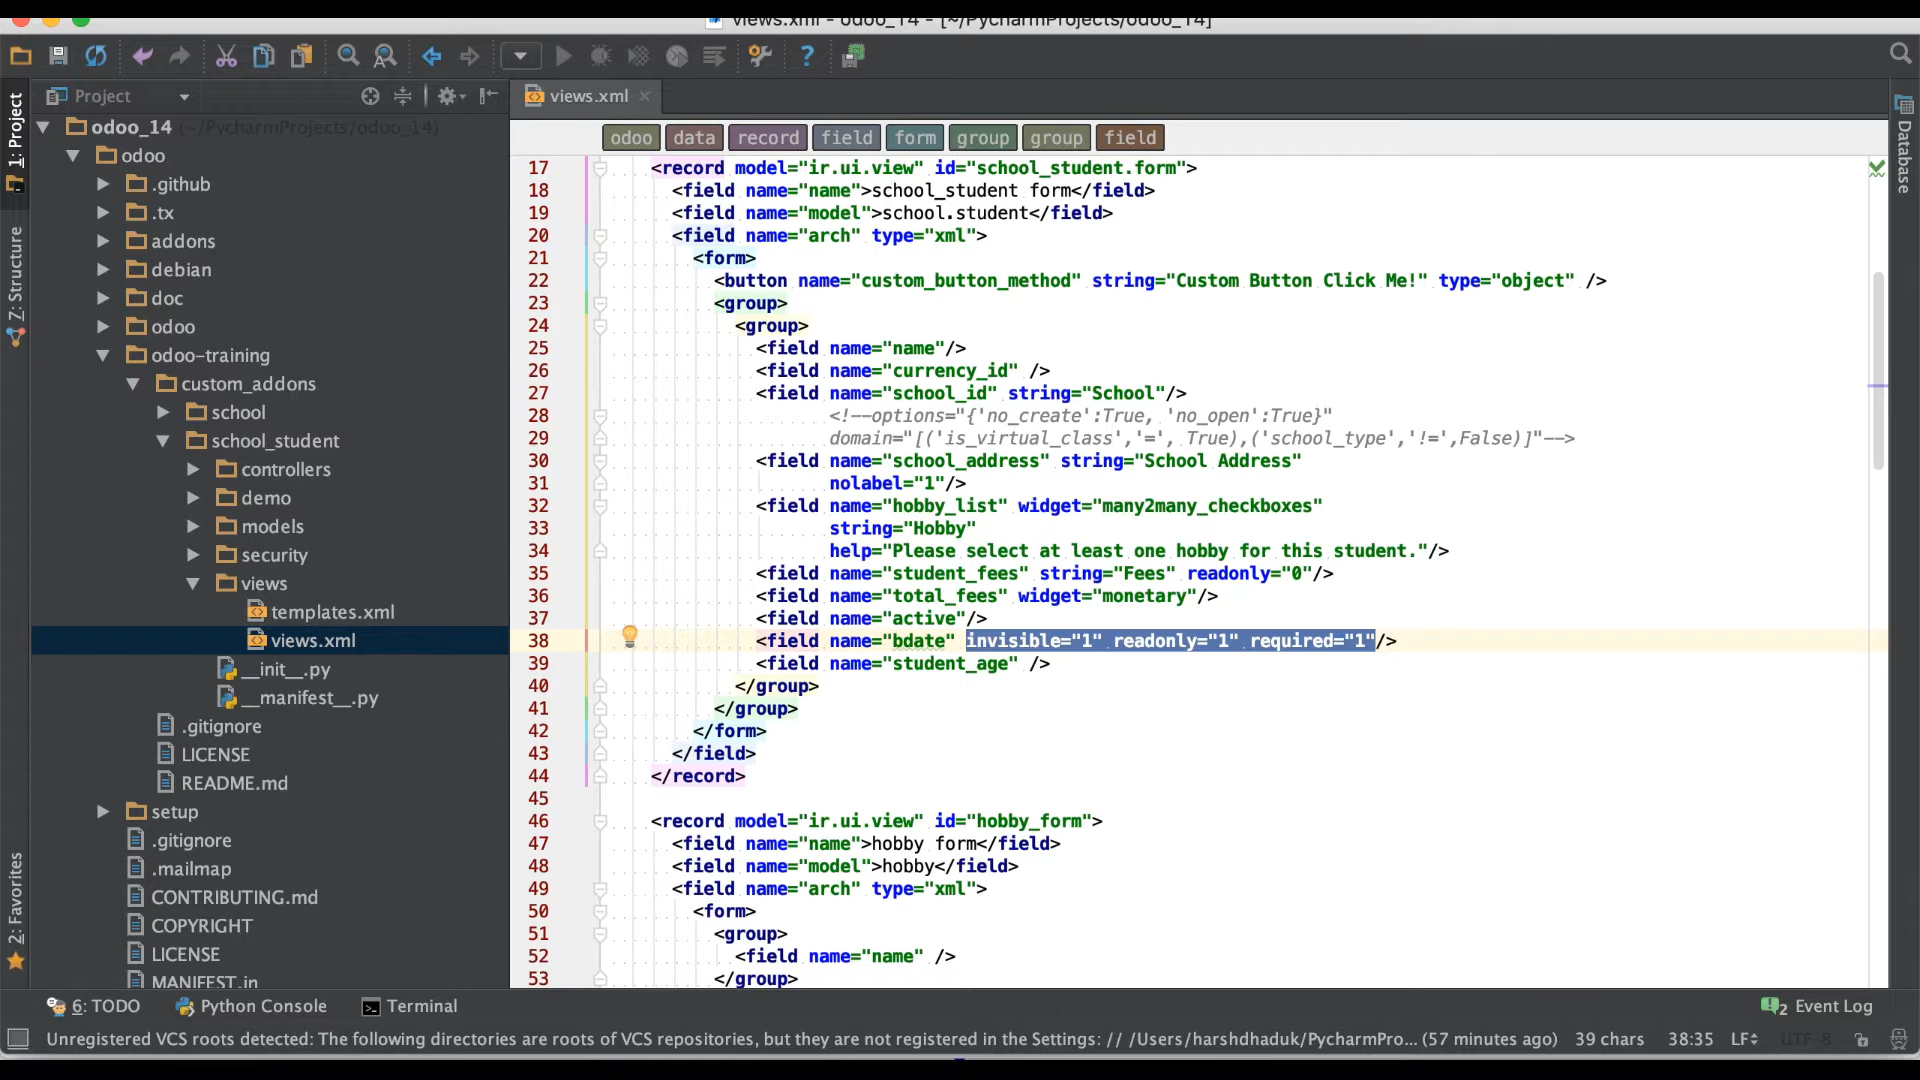 views.xml - odoo_14 - [~/PycharmProjects/odoo_14]
Project
views.xml
1: Project
Z: Structure
2: Favorites
Database
odoo data record field form group group field
odoo_14 (~/PycharmProjects/odoo_14)
odoo
.github
.tx
addons
debian
doc
odoo
odoo-training
custom_addons
school
school_student
controllers
demo
models
security
views
templates.xml
views.xml
__init__.py
__manifest__.py
.gitignore
LICENSE
README.md
setup
.gitignore
.mailmap
CONTRIBUTING.md
COPYRIGHT
LICENSE
MANIFEST.in
17 <record model="ir.ui.view" id="school_student.form">
18 <field name="name">school_student form</field>
19 <field name="model">school.student</field>
20 <field name="arch" type="xml">
21 <form>
22 <button name="custom_button_method" string="Custom Button Click Me!" type="object" />
23 <group>
24 <group>
25 <field name="name"/>
26 <field name="currency_id" />
27 <field name="school_id" string="School"/>
28 <!--options="{'no_create':True, 'no_open':True}"
29 domain="[('is_virtual_class','=', True),('school_type','!=',False)]"-->
30 <field name="school_address" string="School Address"
31 nolabel="1"/>
32 <field name="hobby_list" widget="many2many_checkboxes"
33 string="Hobby"
34 help="Please select at least one hobby for this student."/>
35 <field name="student_fees" string="Fees" readonly="0"/>
36 <field name="total_fees" widget="monetary"/>
37 <field name="active"/>
38 <field name="bdate" invisible="1" readonly="1" required="1"/>
39 <field name="student_age" />
40 </group>
41 </group>
42 </form>
43 </field>
44 </record>
45
46 <record model="ir.ui.view" id="hobby_form">
47 <field name="name">hobby form</field>
48 <field name="model">hobby</field>
49 <field name="arch" type="xml">
50 <form>
51 <group>
52 <field name="name" />
53 </group>
6: TODO Python Console Terminal 2 Event Log
Unregistered VCS roots detected: The following directories are roots of VCS repositories, but they are not registered in the Settings: // /Users/harshdhaduk/PycharmPro... (57 minutes ago) 39 chars 38:35 LF UTF-8